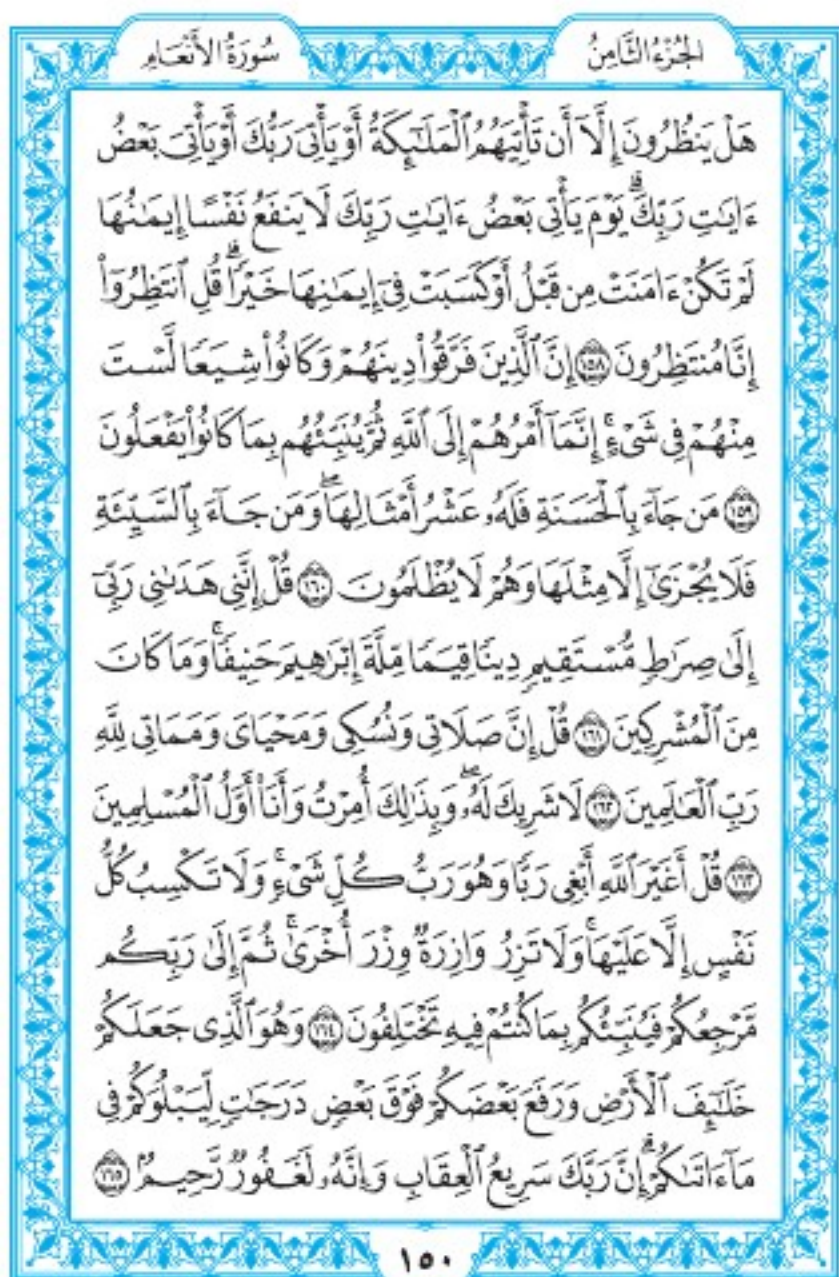 الجُزْءُ الثَّامِنُ
سُورَةُ الأَنْعَامِ
هَلْ يَنظُرُونَ إِلَّآ أَن تَأْتِيَهُمُ ٱلْمَلَـٰٓئِكَةُ أَوْ يَأْتِىَ رَبُّكَ أَوْ يَأْتِىَ بَعْضُ
ءَايَـٰتِ رَبِّكَ ۗ يَوْمَ يَأْتِى بَعْضُ ءَايَـٰتِ رَبِّكَ لَا يَنفَعُ نَفْسًا إِيمَـٰنُهَا
لَمْ تَكُنْ ءَامَنَتْ مِن قَبْلُ أَوْ كَسَبَتْ فِىٓ إِيمَـٰنِهَا خَيْرًا ۗ قُلِ ٱنتَظِرُوٓا۟
إِنَّا مُنتَظِرُونَ ١٥٨ إِنَّ ٱلَّذِينَ فَرَّقُوا۟ دِينَهُمْ وَكَانُوا۟ شِيَعًا لَّسْتَ
مِنْهُمْ فِى شَىْءٍ ۚ إِنَّمَآ أَمْرُهُمْ إِلَى ٱللَّهِ ثُمَّ يُنَبِّئُهُم بِمَا كَانُوا۟ يَفْعَلُونَ
١٥٩ مَن جَآءَ بِٱلْحَسَنَةِ فَلَهُۥ عَشْرُ أَمْثَالِهَا ۖ وَمَن جَآءَ بِٱلسَّيِّئَةِ
فَلَا يُجْزَىٰٓ إِلَّا مِثْلَهَا وَهُمْ لَا يُظْلَمُونَ ١٦٠ قُلْ إِنَّنِى هَدَىٰنِى رَبِّىٓ
إِلَىٰ صِرَٰطٍ مُّسْتَقِيمٍ دِينًا قِيَمًا مِّلَّةَ إِبْرَٰهِيمَ حَنِيفًا ۚ وَمَا كَانَ
مِنَ ٱلْمُشْرِكِينَ ١٦١ قُلْ إِنَّ صَلَاتِى وَنُسُكِى وَمَحْيَاىَ وَمَمَاتِى لِلَّهِ
رَبِّ ٱلْعَـٰلَمِينَ ١٦٢ لَا شَرِيكَ لَهُۥ ۖ وَبِذَٰلِكَ أُمِرْتُ وَأَنَا۠ أَوَّلُ ٱلْمُسْلِمِينَ
١٦٣ قُلْ أَغَيْرَ ٱللَّهِ أَبْغِى رَبًّا وَهُوَ رَبُّ كُلِّ شَىْءٍ ۚ وَلَا تَكْسِبُ كُلُّ
نَفْسٍ إِلَّا عَلَيْهَا ۚ وَلَا تَزِرُ وَازِرَةٌ وِزْرَ أُخْرَىٰ ۚ ثُمَّ إِلَىٰ رَبِّكُم
مَّرْجِعُكُمْ فَيُنَبِّئُكُم بِمَا كُنتُمْ فِيهِ تَخْتَلِفُونَ ١٦٤ وَهُوَ ٱلَّذِى جَعَلَكُمْ
خَلَـٰٓئِفَ ٱلْأَرْضِ وَرَفَعَ بَعْضَكُمْ فَوْقَ بَعْضٍ دَرَجَـٰتٍ لِّيَبْلُوَكُمْ فِى
مَآ ءَاتَىٰكُمْ ۗ إِنَّ رَبَّكَ سَرِيعُ ٱلْعِقَابِ وَإِنَّهُۥ لَغَفُورٌ رَّحِيمٌۢ ١٦٥
١٥٠